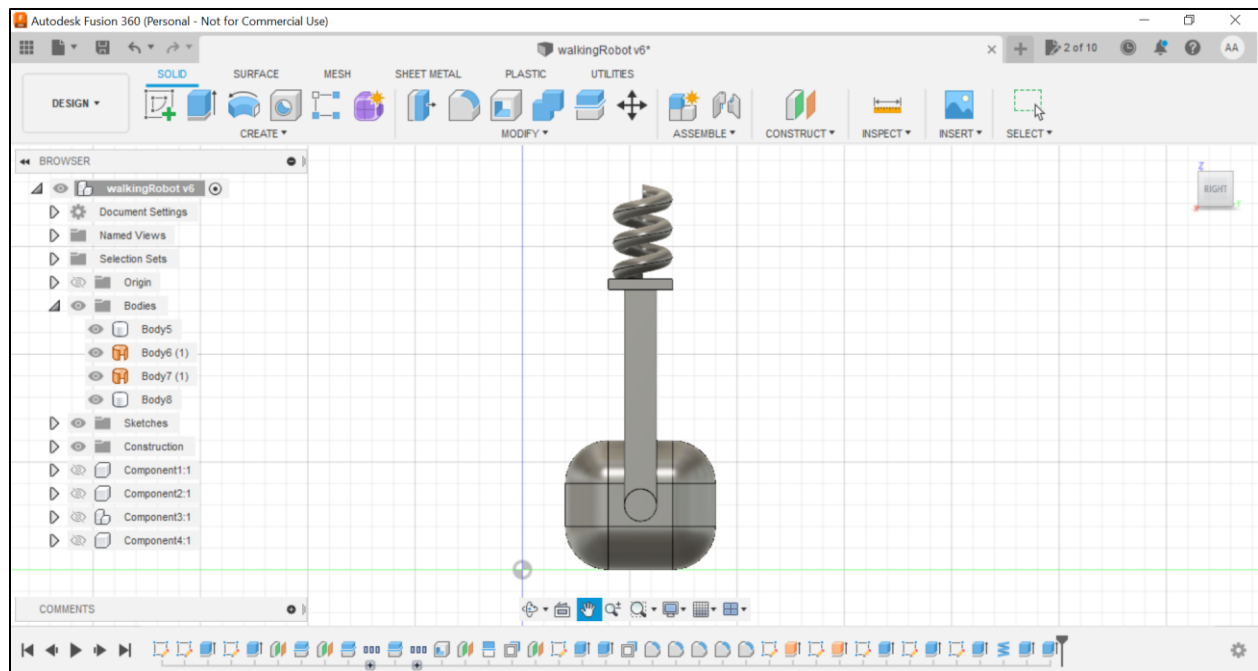 Autodesk Fusion 360 (Personal - Not for Commercial Use)
walkingRobot v6*
2 of 10
AA
SOLID SURFACE MESH SHEET METAL PLASTIC UTILITIES
DESIGN
CREATE MODIFY ASSEMBLE CONSTRUCT INSPECT INSERT SELECT
BROWSER
walkingRobot v6
Document Settings
Named Views
Selection Sets
Origin
Bodies
Body5
Body6 (1)
Body7 (1)
Body8
Sketches
Construction
Component1:1
Component2:1
Component3:1
Component4:1
Z
RIGHT
COMMENTS